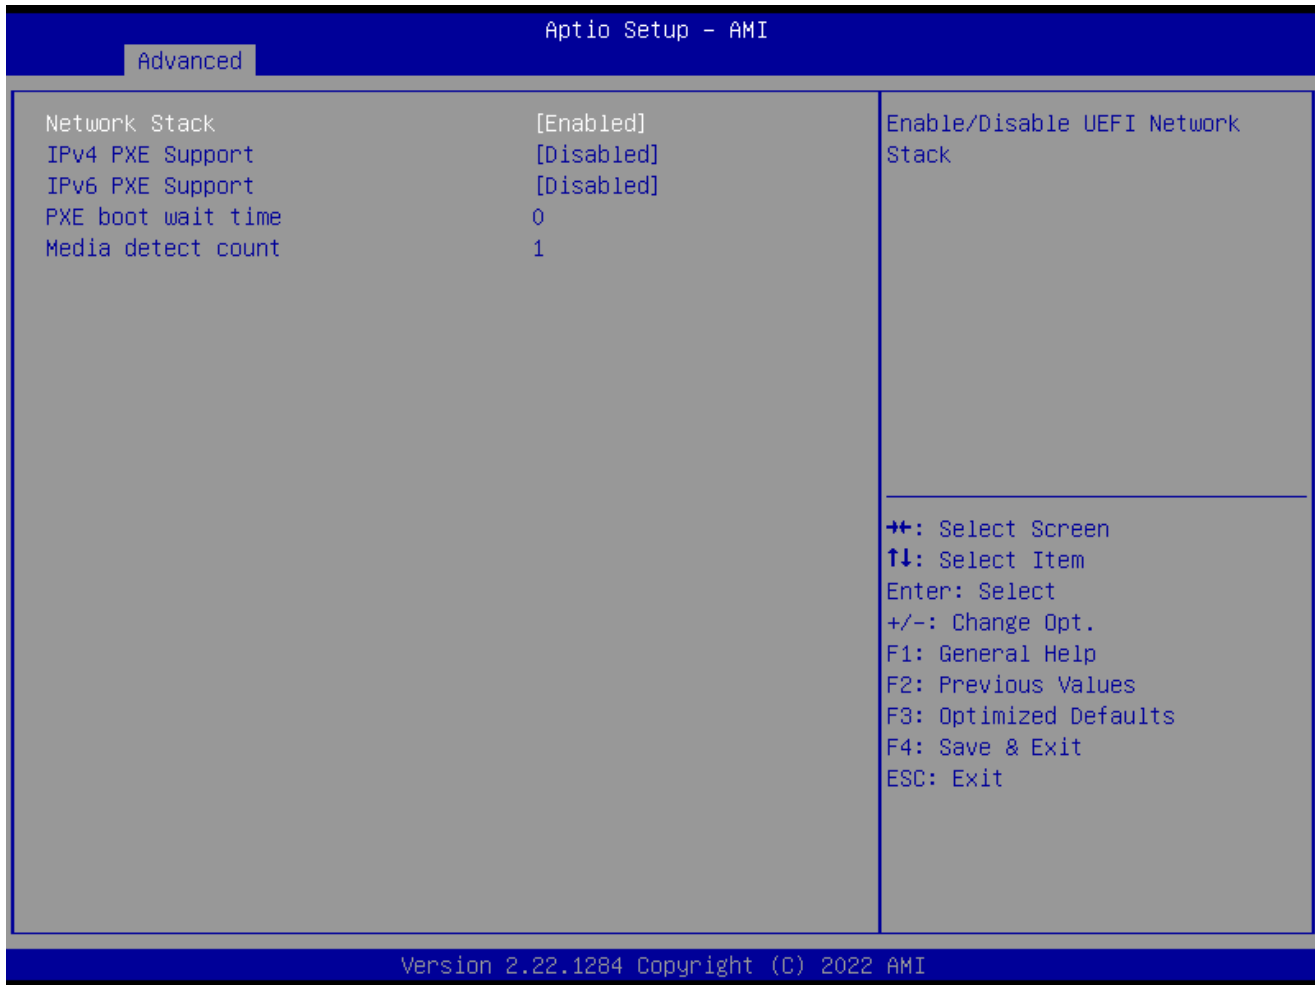 Aptio Setup – AMI
Advanced
Network Stack [Enabled]
IPv4 PXE Support [Disabled]
IPv6 PXE Support [Disabled]
PXE boot wait time 0
Media detect count 1
Enable/Disable UEFI Network
Stack
→←: Select Screen
↑↓: Select Item
Enter: Select
+/-: Change Opt.
F1: General Help
F2: Previous Values
F3: Optimized Defaults
F4: Save & Exit
ESC: Exit
Version 2.22.1284 Copyright (C) 2022 AMI